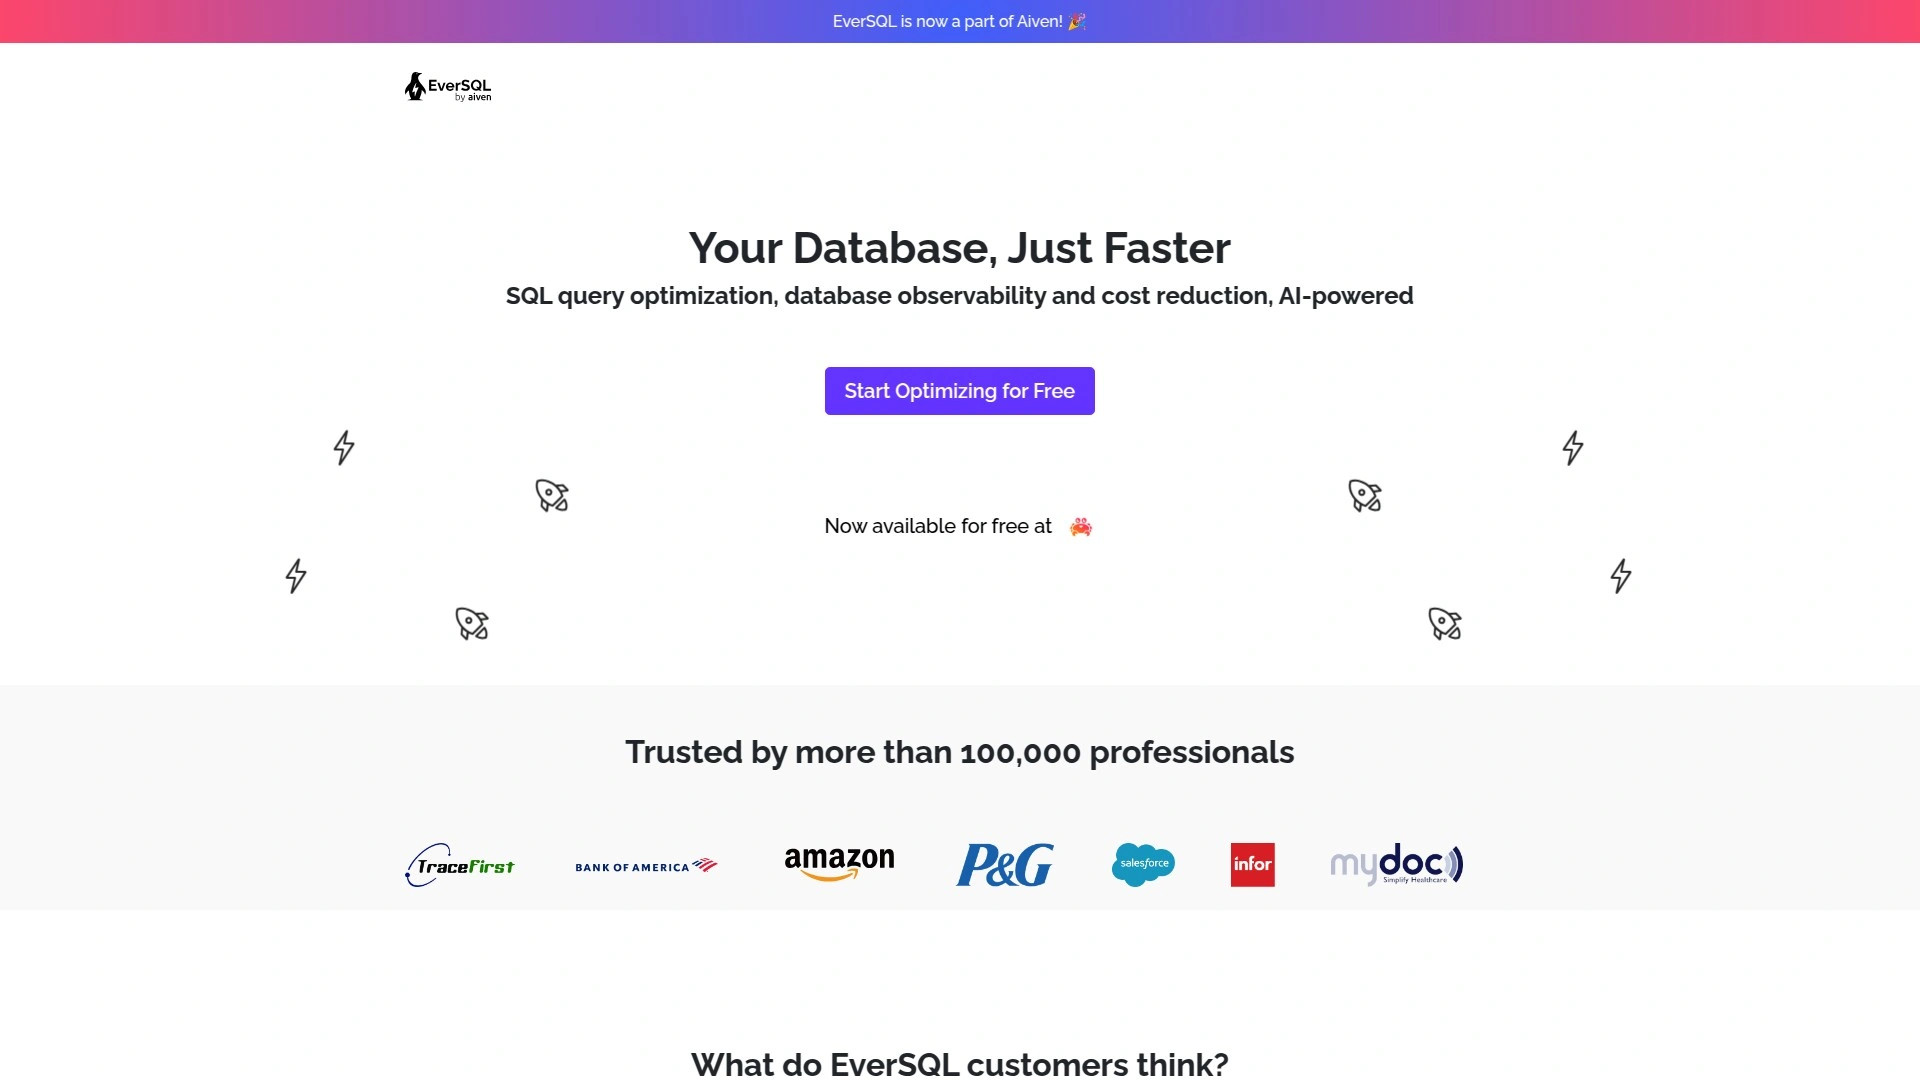 EverSQL is now a part of Aiven! 🎉
EverSQL
by aiven
Your Database, Just Faster
SQL query optimization, database observability and cost reduction, AI-powered
Start Optimizing for Free
Now available for free at 🦀
Trusted by more than 100,000 professionals
TraceFirst
BANK OF AMERICA
amazon
P&G
salesforce
infor
mydoc
Simplify Healthcare
What do EverSQL customers think?